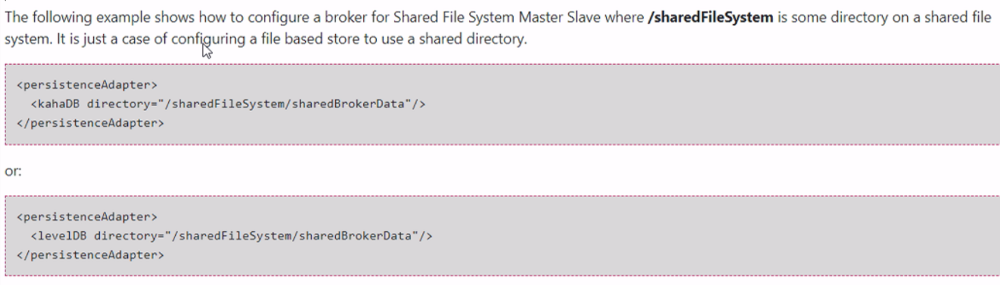 The following example shows how to configure a broker for Shared File System Master Slave where /sharedFileSystem is some directory on a shared file
system. It is just a case of configuring a file based store to use a shared directory.
<persistenceAdapter>
  <kahaDB directory="/sharedFileSystem/sharedBrokerData"/>
</persistenceAdapter>
or:
<persistenceAdapter>
  <levelDB directory="/sharedFileSystem/sharedBrokerData"/>
</persistenceAdapter>